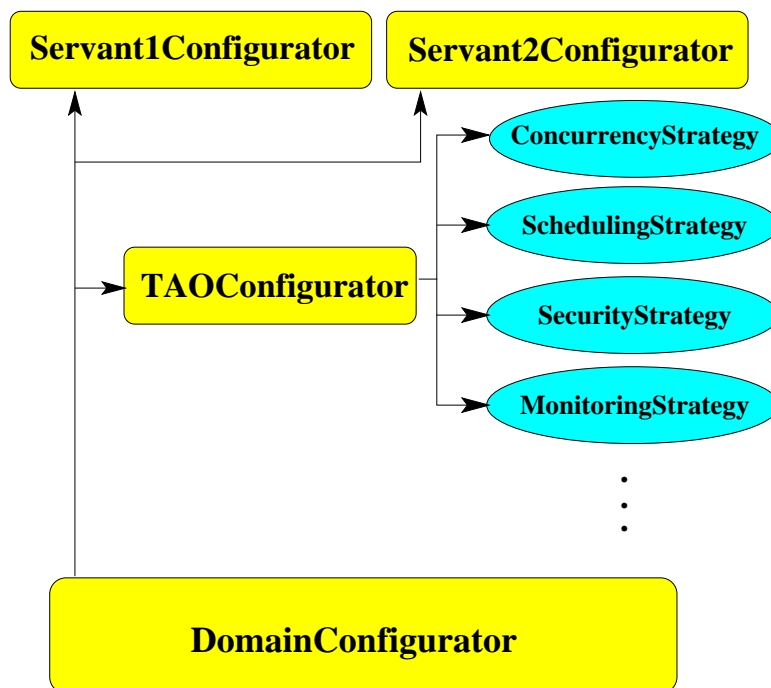 Servant1Configurator
Servant2Configurator
ConcurrencyStrategy
SchedulingStrategy
TAOConfigurator
SecurityStrategy
MonitoringStrategy
.
.
.
DomainConfigurator